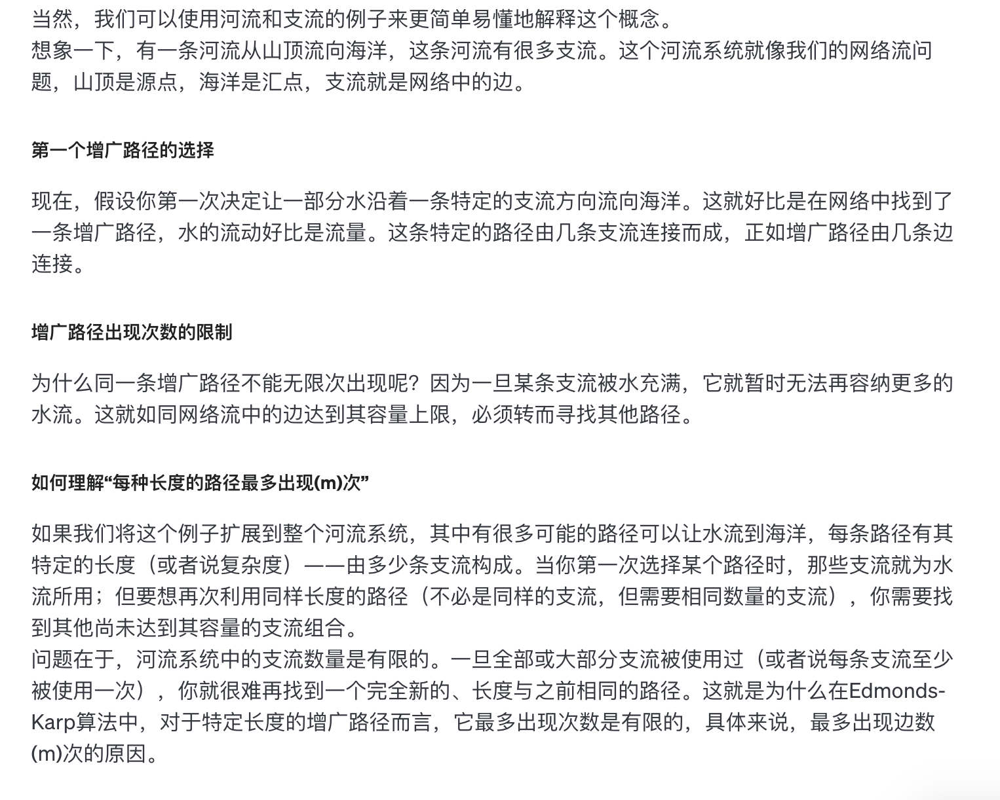 当然，我们可以使用河流和支流的例子来更简单易懂地解释这个概念。
想象一下，有一条河流从山顶流向海洋，这条河流有很多支流。这个河流系统就像我们的网络流问
题，山顶是源点，海洋是汇点，支流就是网络中的边。
第一个增广路径的选择
现在，假设你第一次决定让一部分水沿着一条特定的支流方向流向海洋。这就好比是在网络中找到了
一条增广路径，水的流动好比是流量。这条特定的路径由几条支流连接而成，正如增广路径由几条边
连接。
增广路径出现次数的限制
为什么同一条增广路径不能无限次出现呢？因为一旦某条支流被水充满，它就暂时无法再容纳更多的
水流。这就如同网络流中的边达到其容量上限，必须转而寻找其他路径。
如何理解“每种长度的路径最多出现(m)次”
如果我们将这个例子扩展到整个河流系统，其中有很多可能的路径可以让水流到海洋，每条路径有其
特定的长度（或者说复杂度）——由多少条支流构成。当你第一次选择某个路径时，那些支流就为水
流所用；但要想再次利用同样长度的路径（不必是同样的支流，但需要相同数量的支流），你需要找
到其他尚未达到其容量的支流组合。
问题在于，河流系统中的支流数量是有限的。一旦全部或大部分支流被使用过（或者说每条支流至少
被使用一次），你就很难再找到一个完全新的、长度与之前相同的路径。这就是为什么在Edmonds-
Karp算法中，对于特定长度的增广路径而言，它最多出现次数是有限的，具体来说，最多出现边数
(m)次的原因。